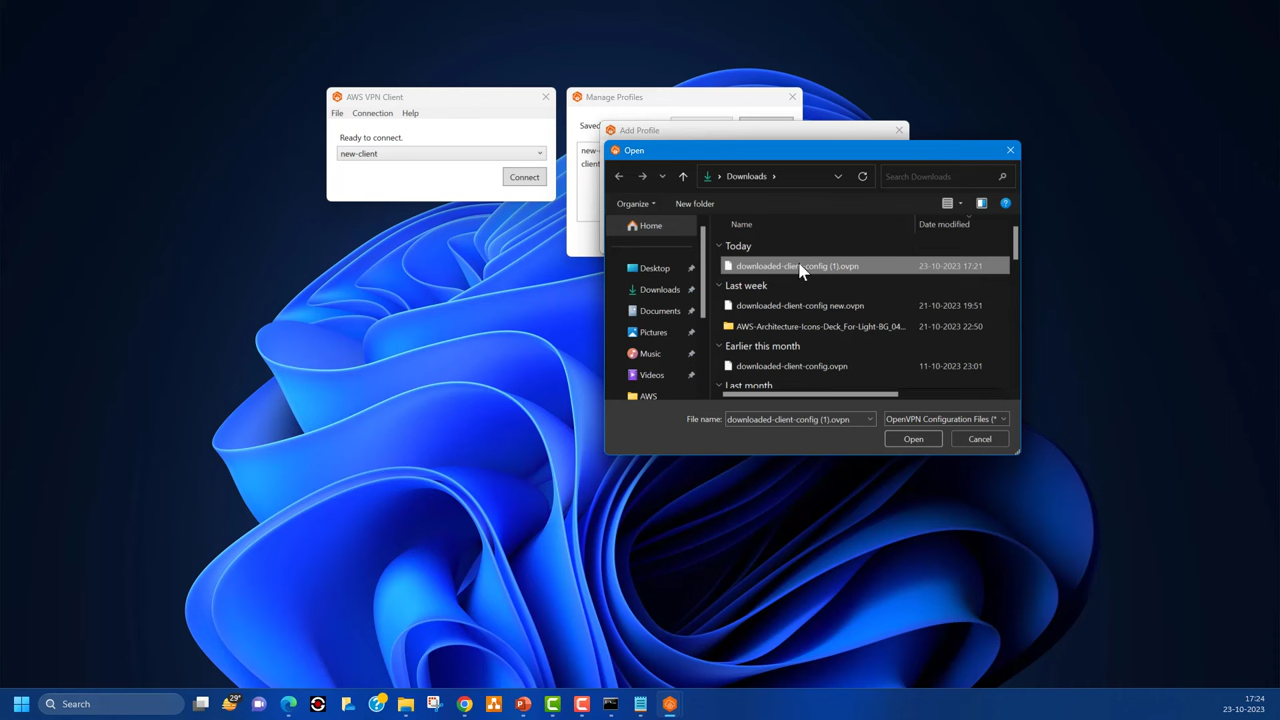 AWS VPN Client
File Connection Help
Ready to connect.
new-client
Connect
Manage Profiles
Saved
new-
client
Add Profile
Open
Downloads
Search Downloads
Organize
New folder
Home
Desktop
Downloads
Documents
Pictures
Music
Videos
AWS
Name Date modified
Today
downloaded-client-config (1).ovpn 23-10-2023 17:21
Last week
downloaded-client-config new.ovpn 21-10-2023 19:51
AWS-Architecture-Icons-Deck_For-Light-BG_04... 21-10-2023 22:50
Earlier this month
downloaded-client-config.ovpn 11-10-2023 23:01
Last month
File name: downloaded-client-config (1).ovpn OpenVPN Configuration Files (*
Open Cancel
Search
29°
17:24
23-10-2023